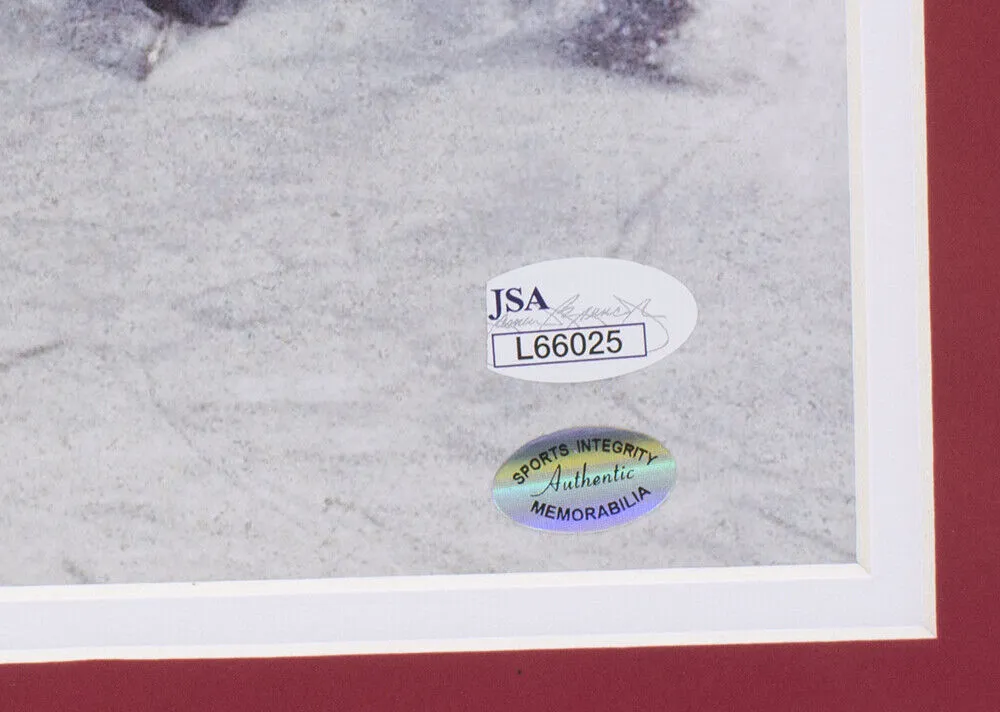 JSA
L66025
SPORTS INTEGRITY
Authentic
MEMORABILIA